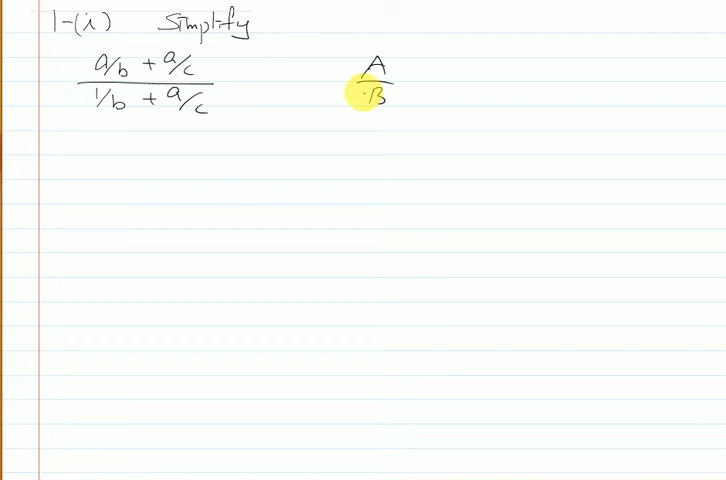 1-(i) Simplify
a/b + a/c
1/b + a/c
A
B